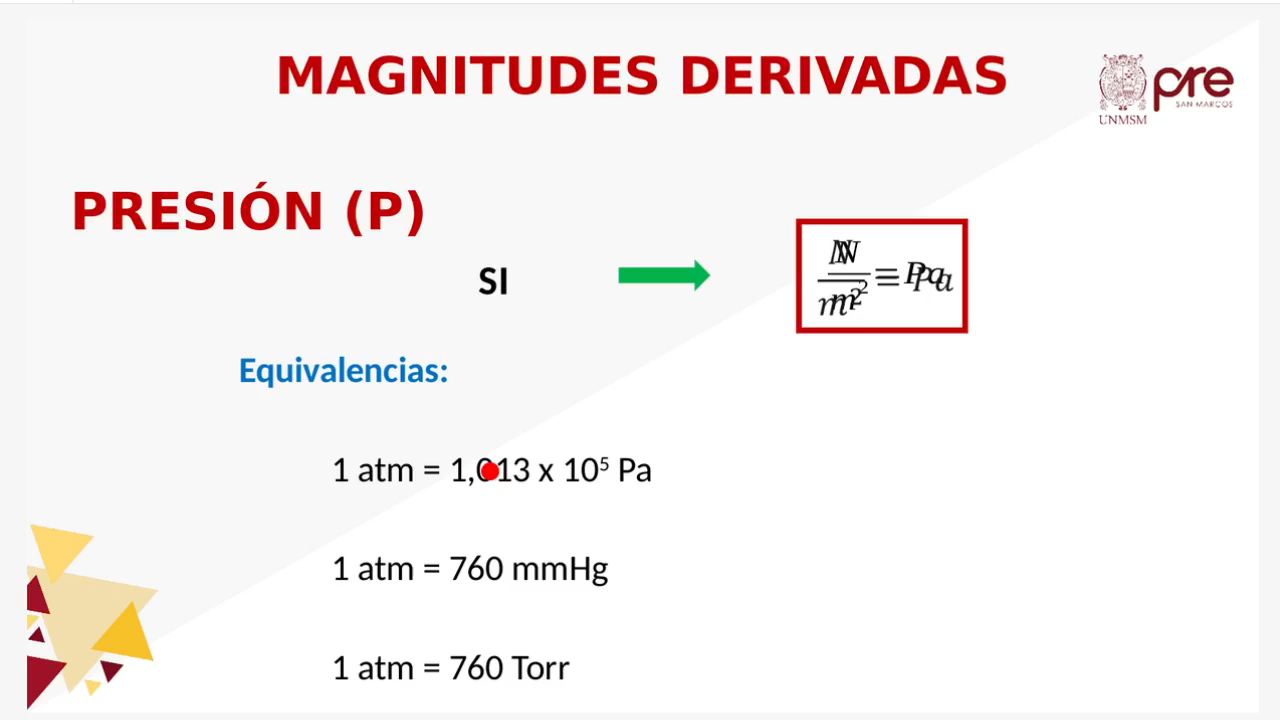 MAGNITUDES DERIVADAS
UNMSM
pre
SAN MARCOS
PRESIÓN (P)
SI
N/m² ≡ Pa
Equivalencias:
1 atm = 1,013 x 10⁵ Pa
1 atm = 760 mmHg
1 atm = 760 Torr